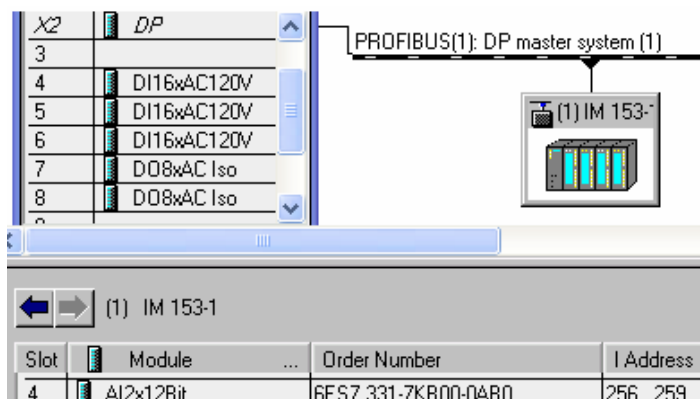 X2 DP
3
4 DI16xAC120V
5 DI16xAC120V
6 DI16xAC120V
7 DO8xAC Iso
8 DO8xAC Iso
PROFIBUS(1): DP master system (1)
(1) IM 153-
(1) IM 153-1
Slot Module ... Order Number I Address
4 AI2x12Bit 6ES7 331-7KB00-0AB0 256...259